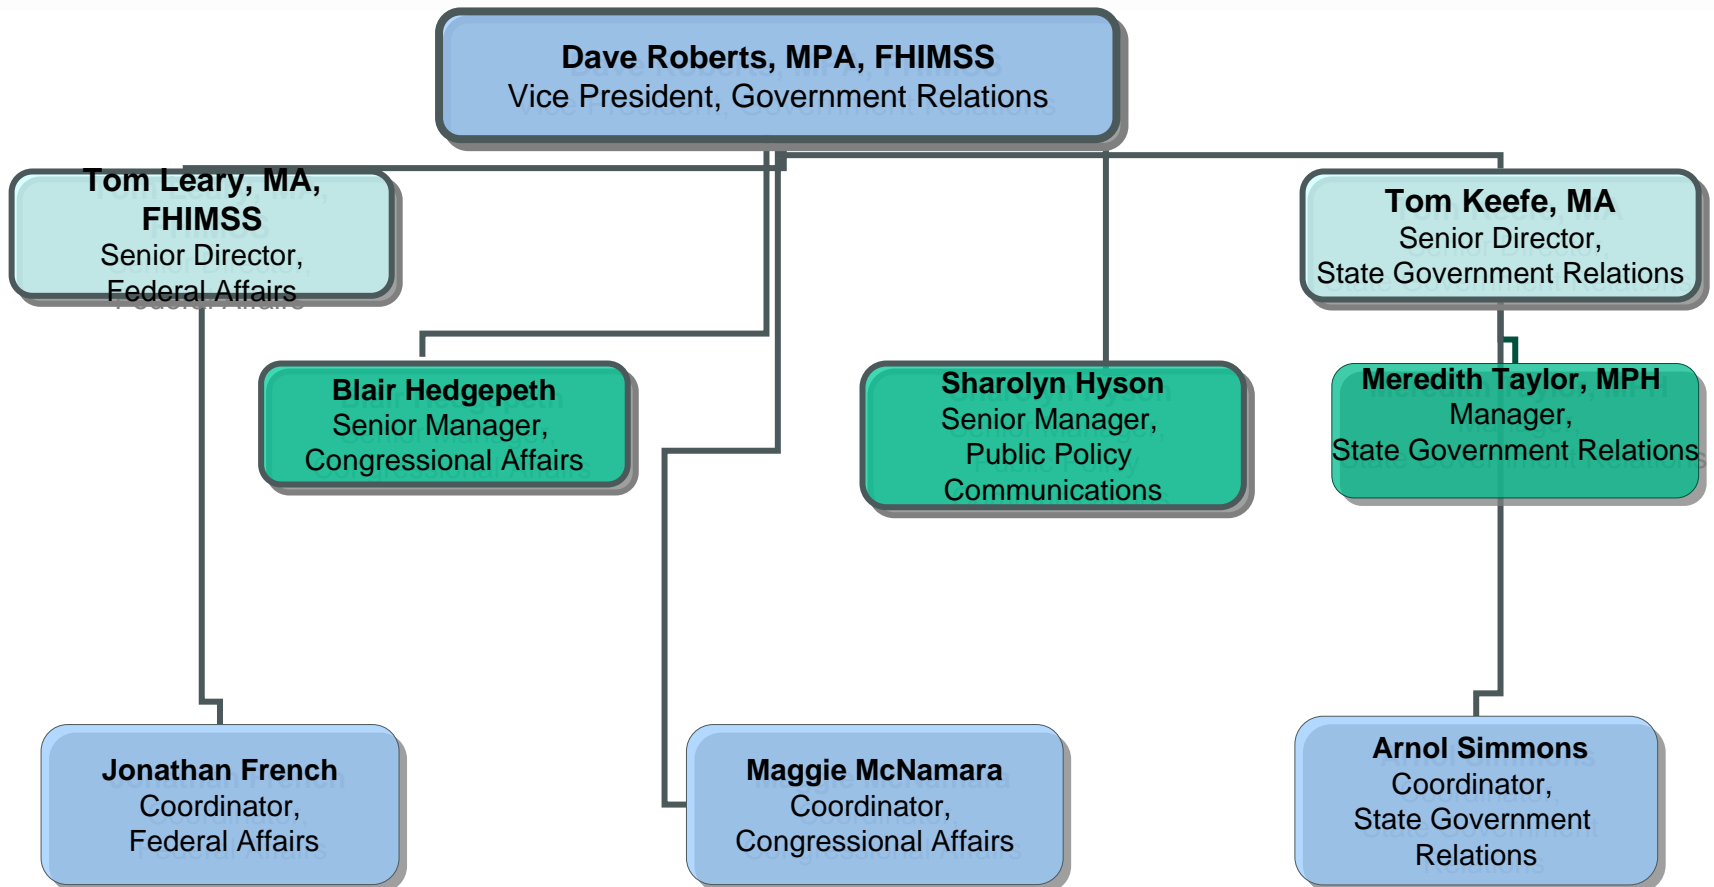 Dave Roberts, MPA, FHIMSS
Vice President, Government Relations
Tom Leary, MA,
FHIMSS
Senior Director,
Federal Affairs
Tom Keefe, MA
Senior Director,
State Government Relations
Blair Hedgepeth
Senior Manager,
Congressional Affairs
Sharolyn Hyson
Senior Manager,
Public Policy
Communications
Meredith Taylor, MPH
Manager,
State Government Relations
Jonathan French
Coordinator,
Federal Affairs
Maggie McNamara
Coordinator,
Congressional Affairs
Arnol Simmons
Coordinator,
State Government
Relations